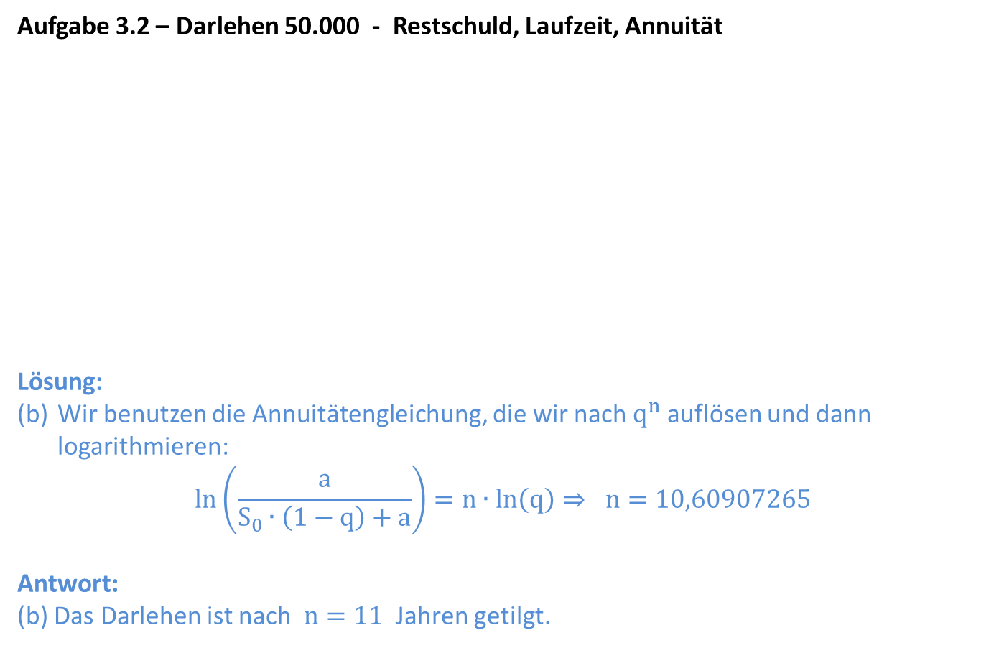 Aufgabe 3.2 – Darlehen 50.000 - Restschuld, Laufzeit, Annuität
Lösung:
(b) Wir benutzen die Annuitätengleichung, die wir nach qⁿ auflösen und dann
logarithmieren:
ln(a / (S₀ · (1 − q) + a)) = n · ln(q) ⇒ n = 10,60907265
Antwort:
(b) Das Darlehen ist nach n = 11 Jahren getilgt.